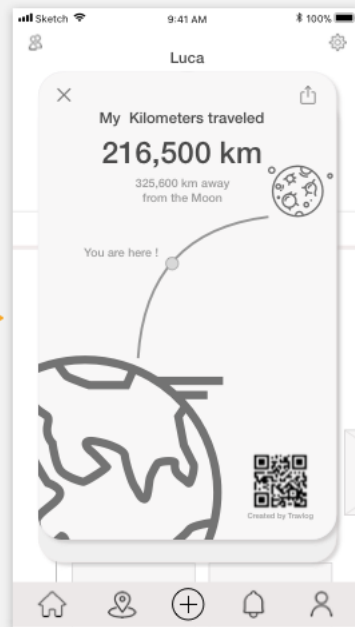 Sketch
9:41 AM
100%
Luca
My Kilometers traveled
216,500 km
325,600 km away
from the Moon
You are here !
Created by Travlog